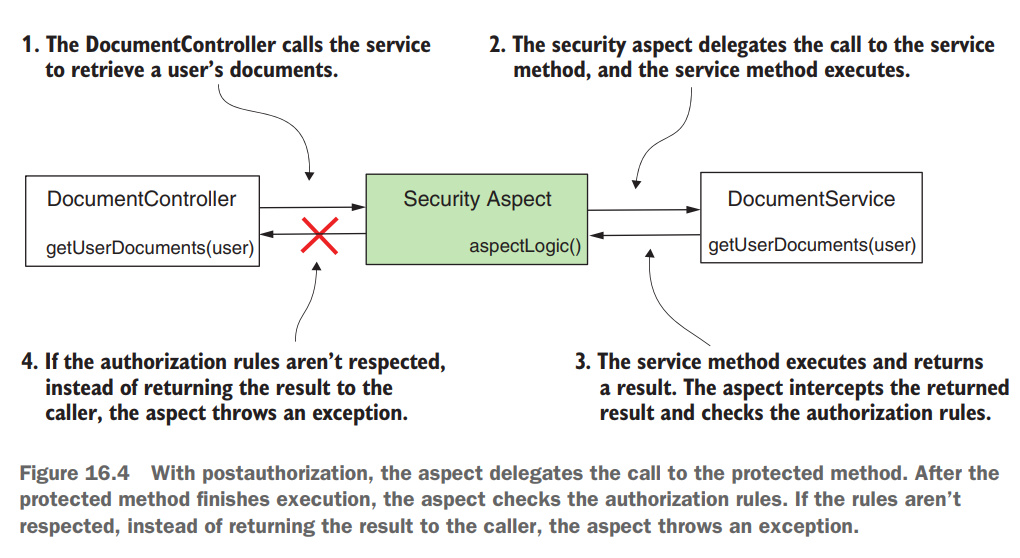 1. The DocumentController calls the service
to retrieve a user's documents.
2. The security aspect delegates the call to the service
method, and the service method executes.
DocumentController
getUserDocuments(user)
Security Aspect
aspectLogic()
DocumentService
getUserDocuments(user)
4. If the authorization rules aren't respected,
instead of returning the result to the
caller, the aspect throws an exception.
3. The service method executes and returns
a result. The aspect intercepts the returned
result and checks the authorization rules.
Figure 16.4 With postauthorization, the aspect delegates the call to the protected method. After the
protected method finishes execution, the aspect checks the authorization rules. If the rules aren't
respected, instead of returning the result to the caller, the aspect throws an exception.